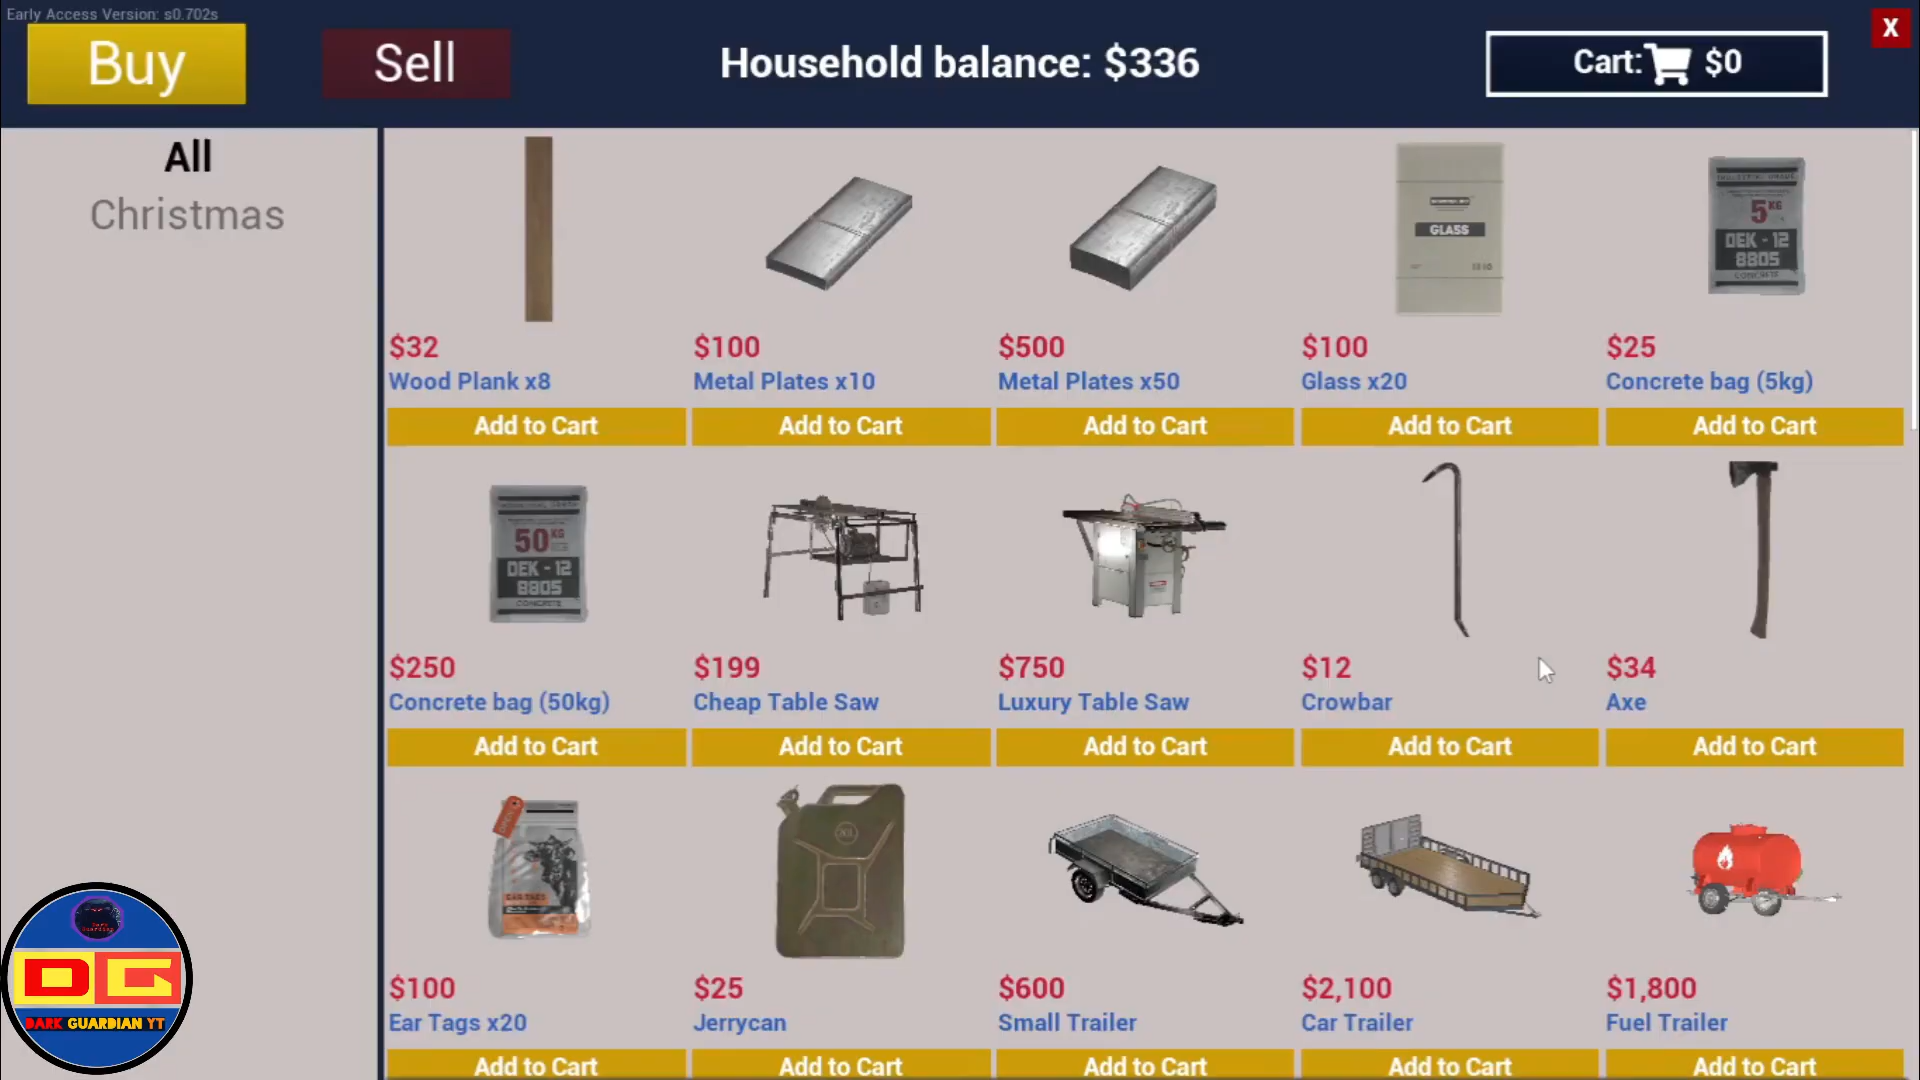 Early Access Version: s0.702s
Buy
Sell
Household balance: $336
Cart: $0
X
All
Christmas
GLASS
5KG
DEK - 12
8805
CONCRETE
$32
$100
$500
$100
$25
Wood Plank x8
Metal Plates x10
Metal Plates x50
Glass x20
Concrete bag (5kg)
Add to Cart
Add to Cart
Add to Cart
Add to Cart
Add to Cart
50KG
DEK - 12
8805
CONCRETE
$250
$199
$750
$12
$34
Concrete bag (50kg)
Cheap Table Saw
Luxury Table Saw
Crowbar
Axe
Add to Cart
Add to Cart
Add to Cart
Add to Cart
Add to Cart
EAR TAGS
$100
$25
$600
$2,100
$1,800
Ear Tags x20
Jerrycan
Small Trailer
Car Trailer
Fuel Trailer
Add to Cart
Add to Cart
Add to Cart
Add to Cart
Add to Cart
DG
DARK GUARDIAN YT